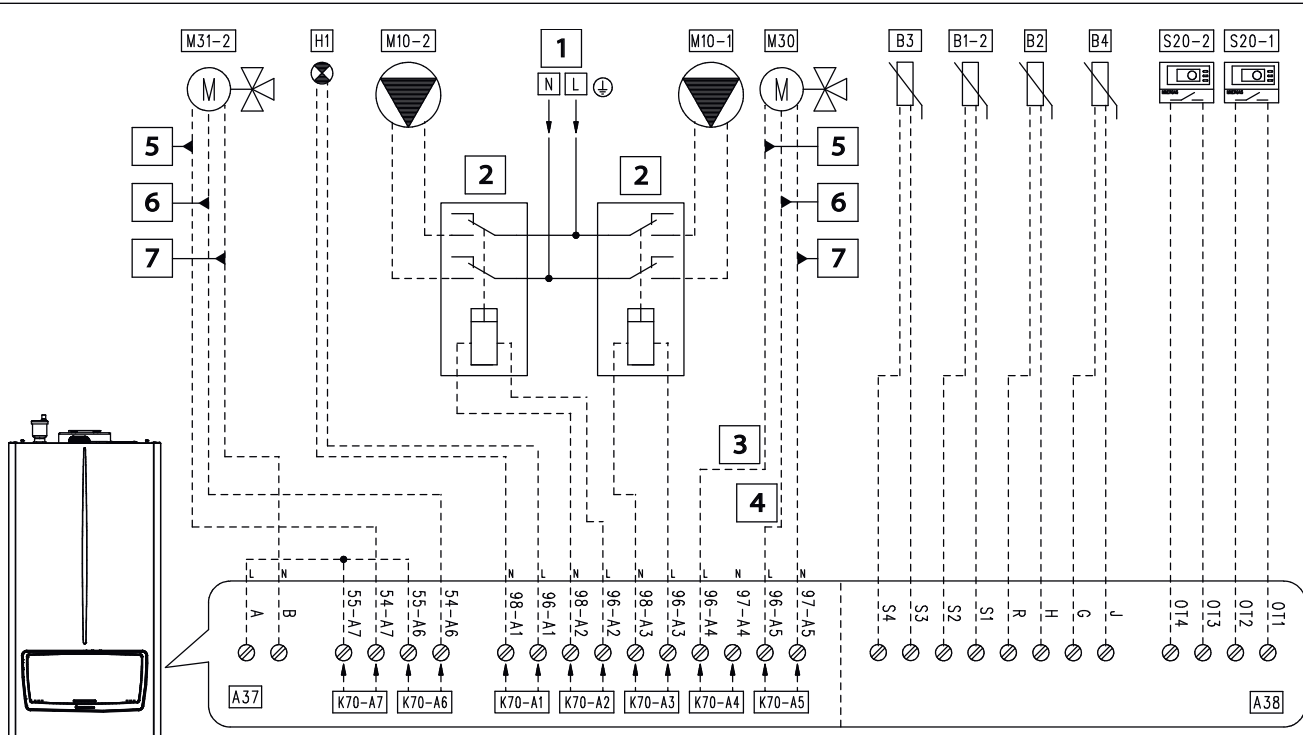 M31-2 H1 M10-2 1 M10-1 M30 B3 B1-2 B2 B4 S20-2 S20-1
M N L M
5 5
2 2
6 6
7 7
3
4
L N N L N L N L L N L N
A B 55-A7 54-A7 55-A6 54-A6 98-A1 96-A1 98-A2 96-A2 98-A3 96-A3 96-A4 97-A4 96-A5 97-A5 S4 S3 S2 S1 R H G J OT4 OT3 OT2 OT1
A37 K70-A7 K70-A6 K70-A1 K70-A2 K70-A3 K70-A4 K70-A5 A38